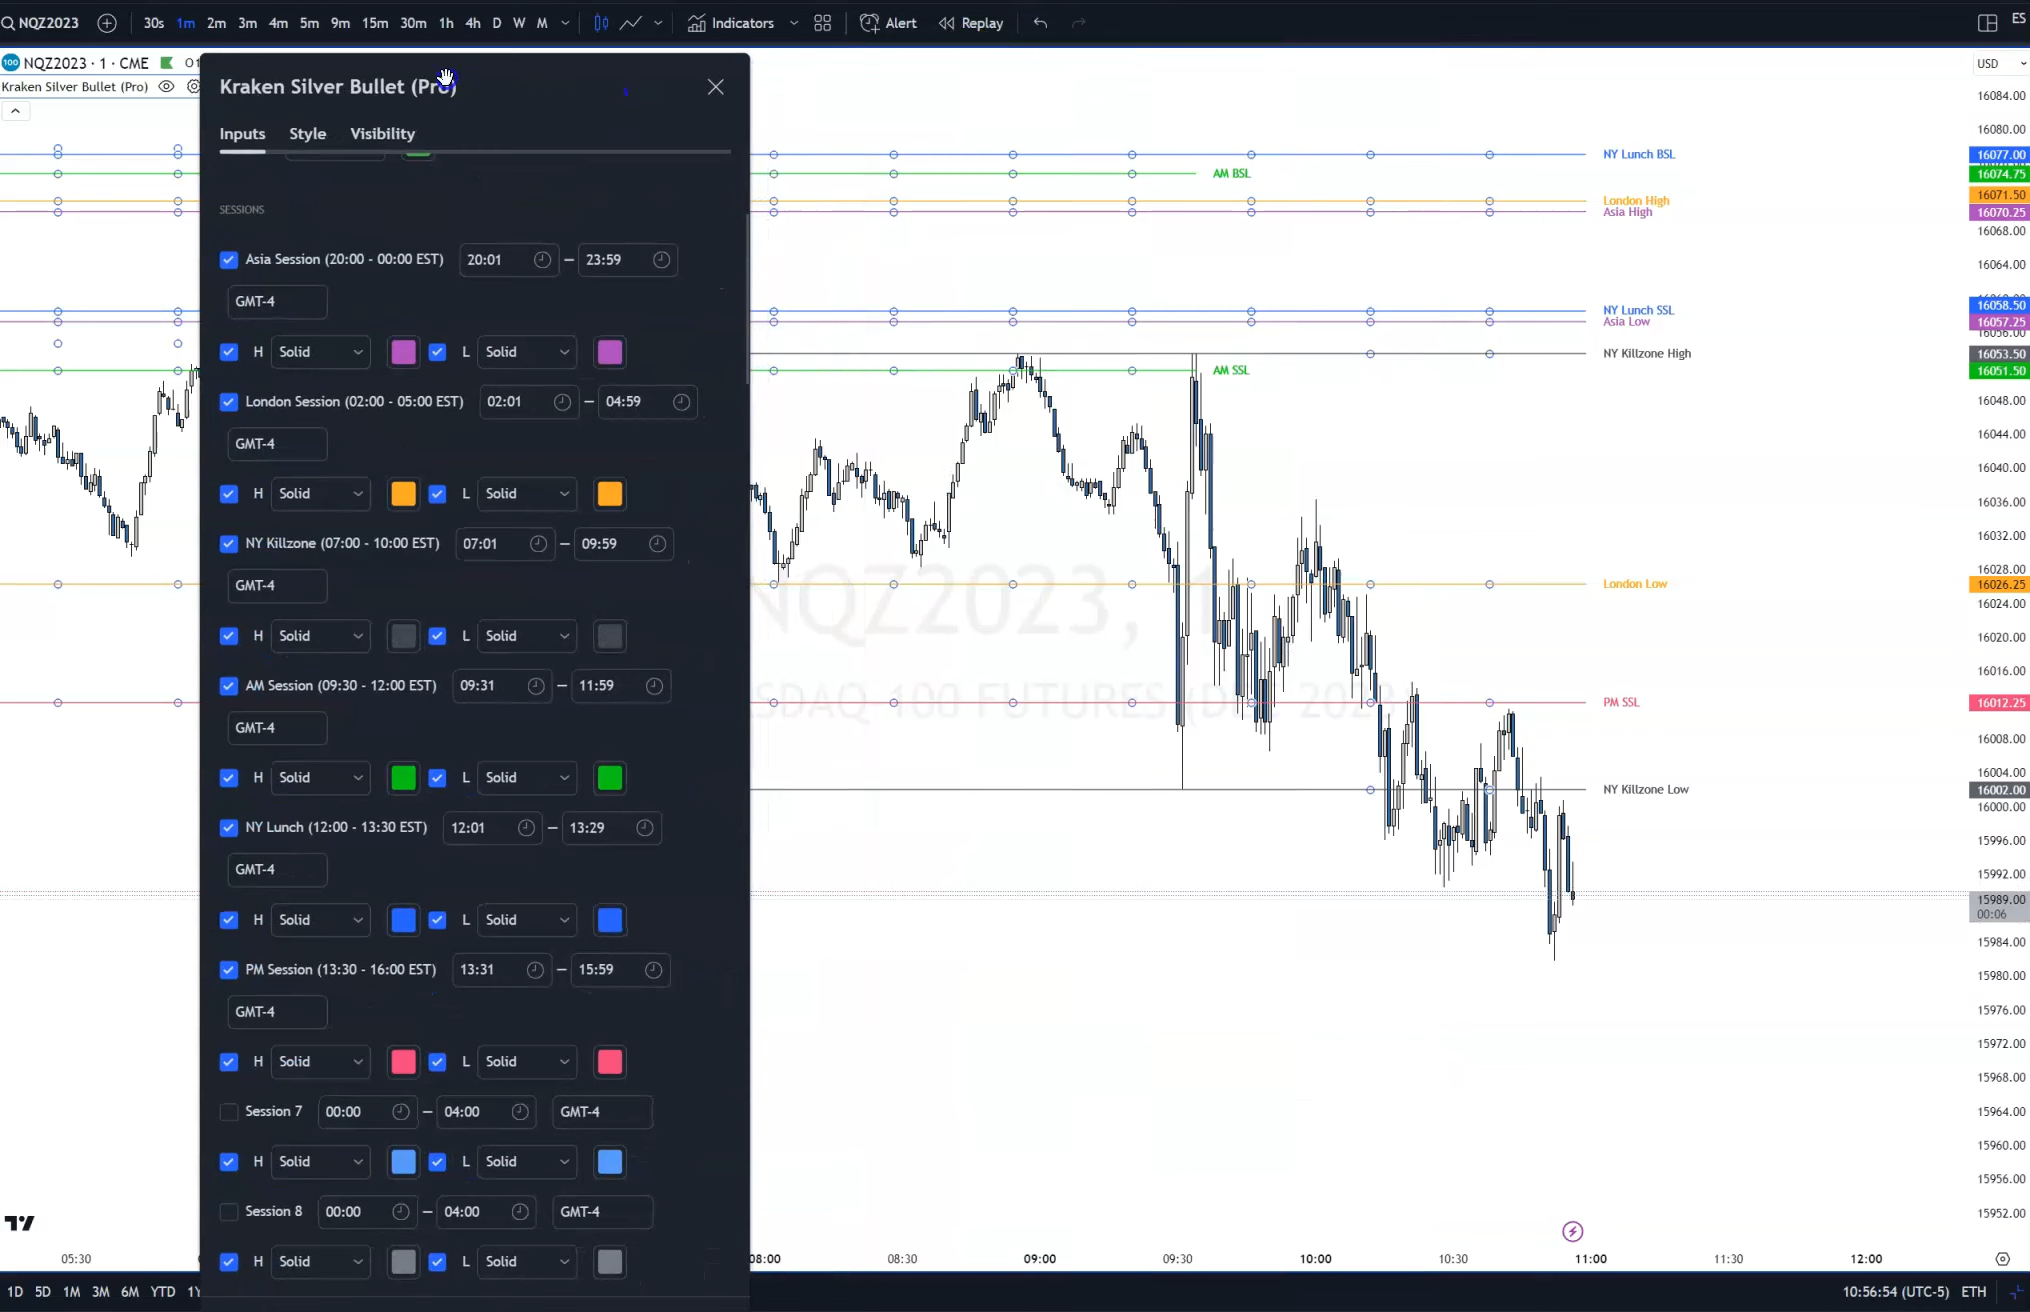 NQZ2023 30s 1m 2m 3m 4m 5m 9m 15m 30m 1h 4h D W M Indicators Alert Replay ES
NQZ2023 · 1 · CME O1
Kraken Silver Bullet (Pro)
Kraken Silver Bullet (Pro)
Inputs Style Visibility
SESSIONS
Asia Session (20:00 - 00:00 EST) 20:01 – 23:59
GMT-4
H Solid L Solid
London Session (02:00 - 05:00 EST) 02:01 – 04:59
GMT-4
H Solid L Solid
NY Killzone (07:00 - 10:00 EST) 07:01 – 09:59
GMT-4
H Solid L Solid
AM Session (09:30 - 12:00 EST) 09:31 – 11:59
GMT-4
H Solid L Solid
NY Lunch (12:00 - 13:30 EST) 12:01 – 13:29
GMT-4
H Solid L Solid
PM Session (13:30 - 16:00 EST) 13:31 – 15:59
GMT-4
H Solid L Solid
Session 7 00:00 – 04:00 GMT-4
H Solid L Solid
Session 8 00:00 – 04:00 GMT-4
H Solid L Solid
NY Lunch BSL
AM BSL
London High
Asia High
NY Lunch SSL
Asia Low
NY Killzone High
AM SSL
London Low
PM SSL
NY Killzone Low
NQZ2023, 1
USD
16084.00
16080.00
16077.00
16074.75
16071.50
16070.25
16068.00
16064.00
16058.50
16057.25
16056.00
16053.50
16051.50
16048.00
16044.00
16040.00
16036.00
16032.00
16028.00
16026.25
16024.00
16020.00
16016.00
16012.25
16008.00
16004.00
16002.00
16000.00
15996.00
15992.00
15989.00
00:06
15984.00
15980.00
15976.00
15972.00
15968.00
15964.00
15960.00
15956.00
15952.00
05:30 08:00 08:30 09:00 09:30 10:00 10:30 11:00 11:30 12:00
1D 5D 1M 3M 6M YTD 1Y 10:56:54 (UTC-5) ETH